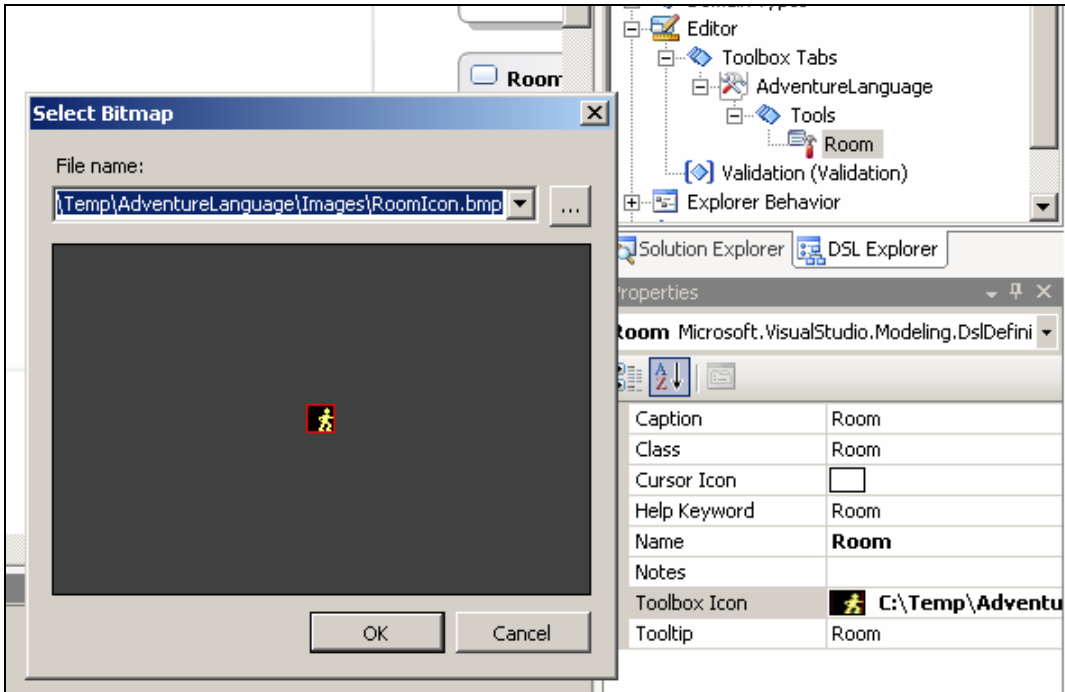 Editor
Toolbox Tabs
AdventureLanguage
Tools
Room
Validation (Validation)
Explorer Behavior
Room
Select Bitmap
File name:
\Temp\AdventureLanguage\Images\RoomIcon.bmp
...
OK
Cancel
Solution Explorer
DSL Explorer
Properties
Room Microsoft.VisualStudio.Modeling.DslDefini
Caption Room
Class Room
Cursor Icon
Help Keyword Room
Name Room
Notes
Toolbox Icon C:\Temp\Adventu
Tooltip Room